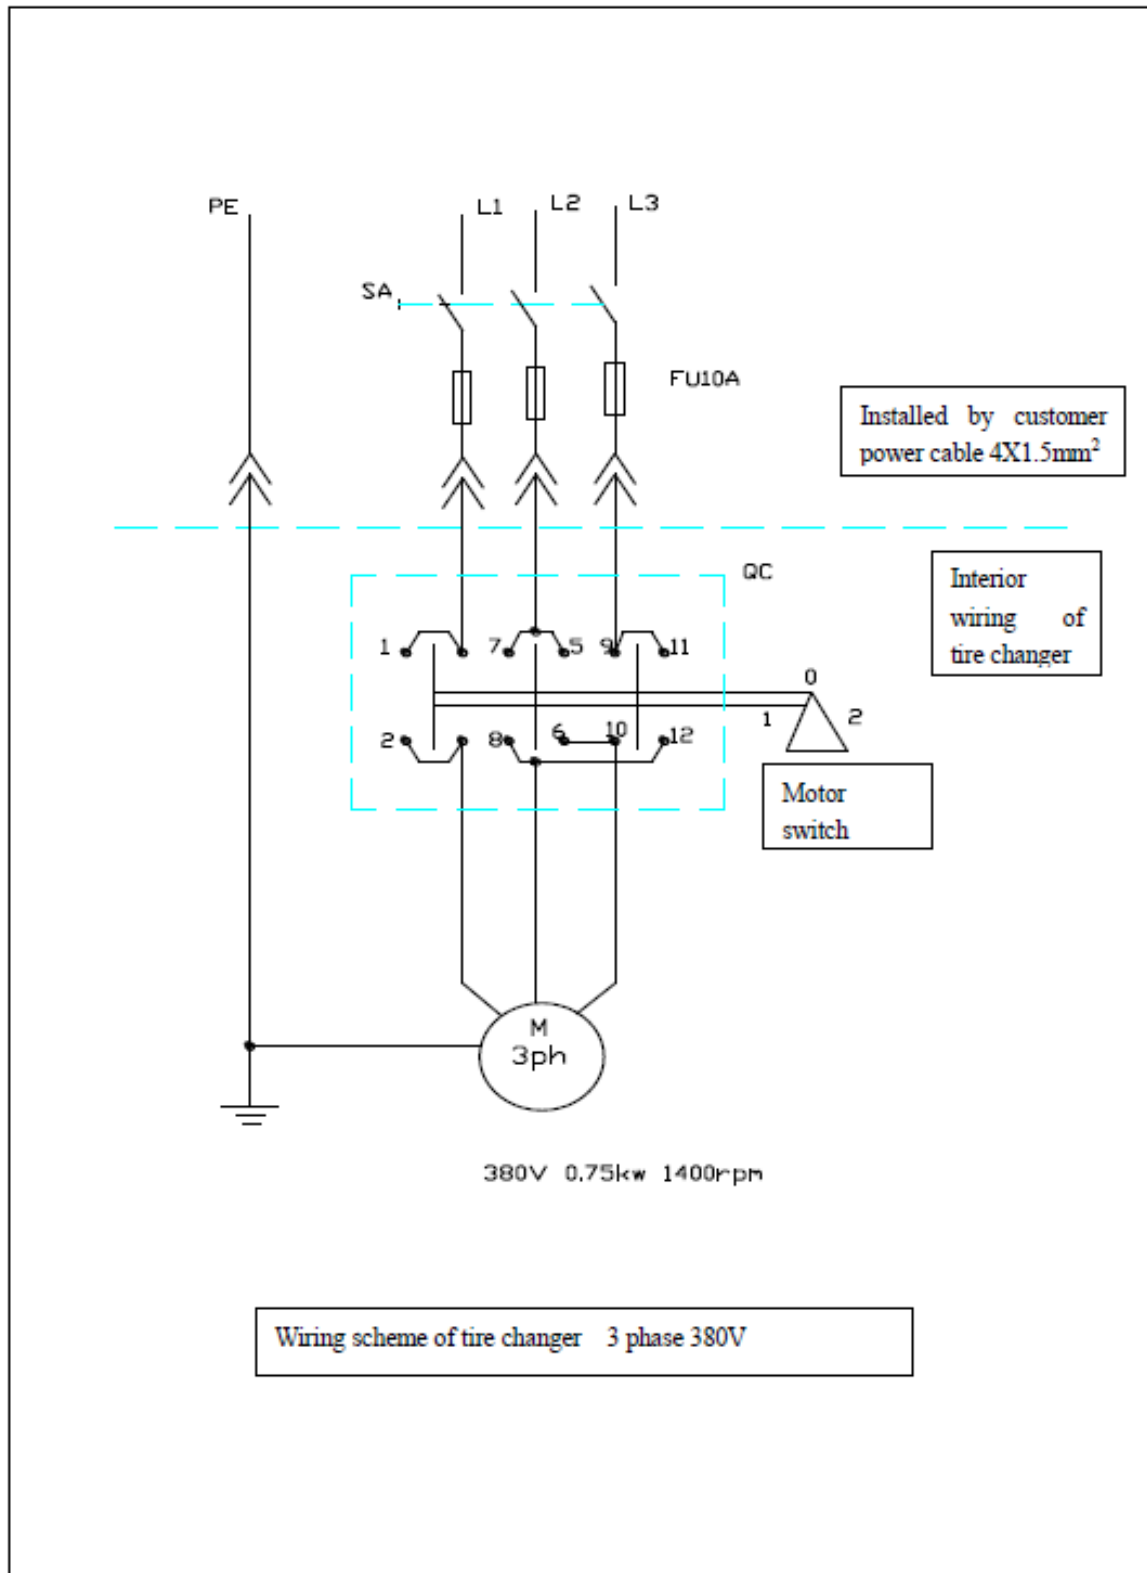 PE
L1
L2
L3
SA
FU10A
Installed by customer
power cable 4X1.5mm²
QC
Interior
wiring of
tire changer
1 7 5 9 11
0
1 2
2 8 6 10 12
Motor
switch
M
3ph
380V 0.75kw 1400rpm
Wiring scheme of tire changer 3 phase 380V